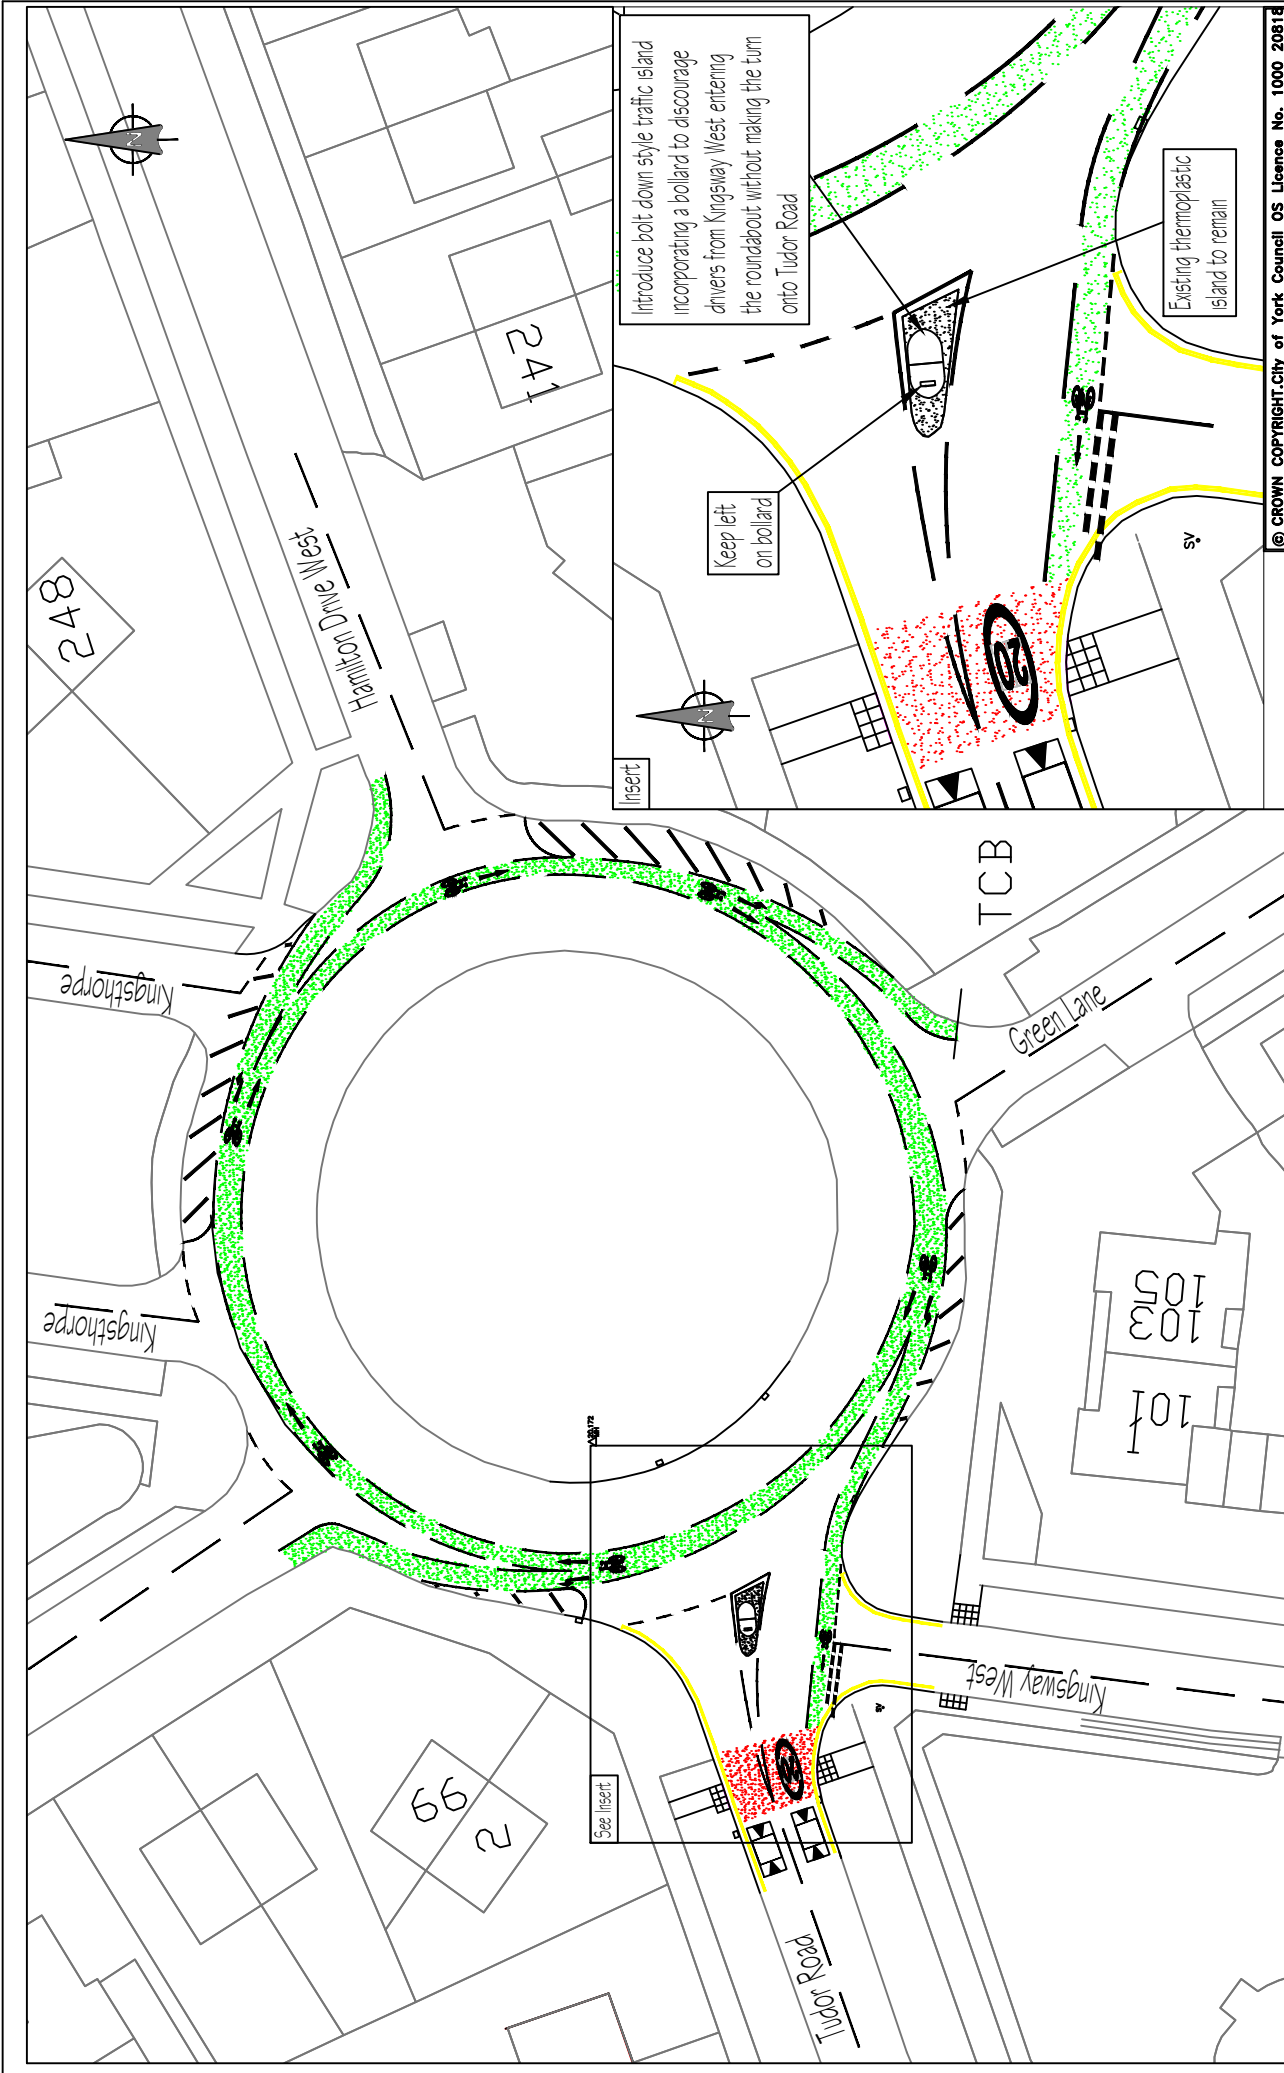 Introduce bolt down style traffic island
incorporating a bollard to discourage
drivers from Kingsway West entering
the roundabout without making the turn
onto Tudor Road
Existing thermoplastic
island to remain
Keep left
on bollard
20
SV
N
Insert
© CROWN COPYRIGHT.City of York Council OS Licence No. 1000 20818
N
241
248
Hamilton Drive West
Kingsthorpe
Kingsthorpe
TCB
Green Lane
103
105
101
Kingsway West
SV
See Insert
20
66
2
Tudor Road